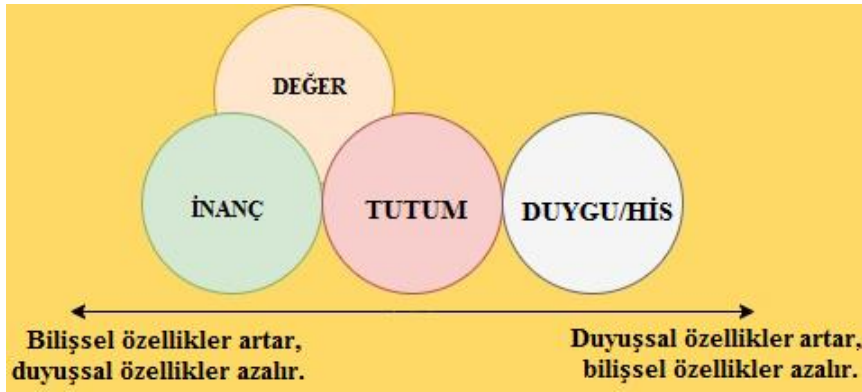 DEĞER
İNANÇ
TUTUM
DUYGU/HİS
Bilişsel özellikler artar,
duyuşsal özellikler azalır.
Duyuşsal özellikler artar,
bilişsel özellikler azalır.